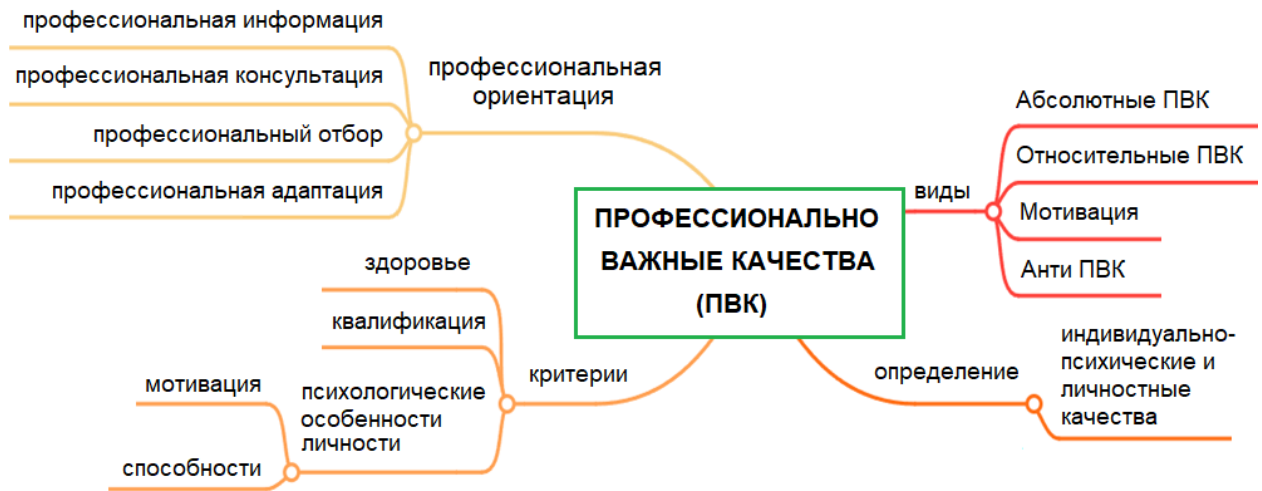 профессиональная информация
профессиональная консультация
профессиональный отбор
профессиональная адаптация
профессиональная
ориентация
ПРОФЕССИОНАЛЬНО
ВАЖНЫЕ КАЧЕСТВА
(ПВК)
виды
Абсолютные ПВК
Относительные ПВК
Мотивация
Анти ПВК
здоровье
квалификация
психологические
особенности
личности
мотивация
способности
критерии
определение
индивидуально-
психические и
личностные
качества